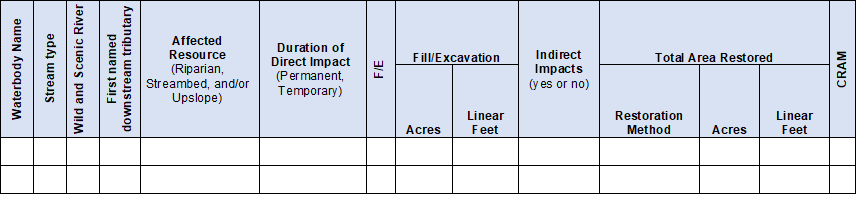 Waterbody Name
Stream type
Wild and Scenic River
First named
downstream tributary
Affected
Resource
(Riparian,
Streambed, and/or
Upslope)
Duration of
Direct Impact
(Permanent,
Temporary)
F/E
Fill/Excavation
Acres
Linear
Feet
Indirect
Impacts
(yes or no)
Total Area Restored
Restoration
Method
Acres
Linear
Feet
CRAM